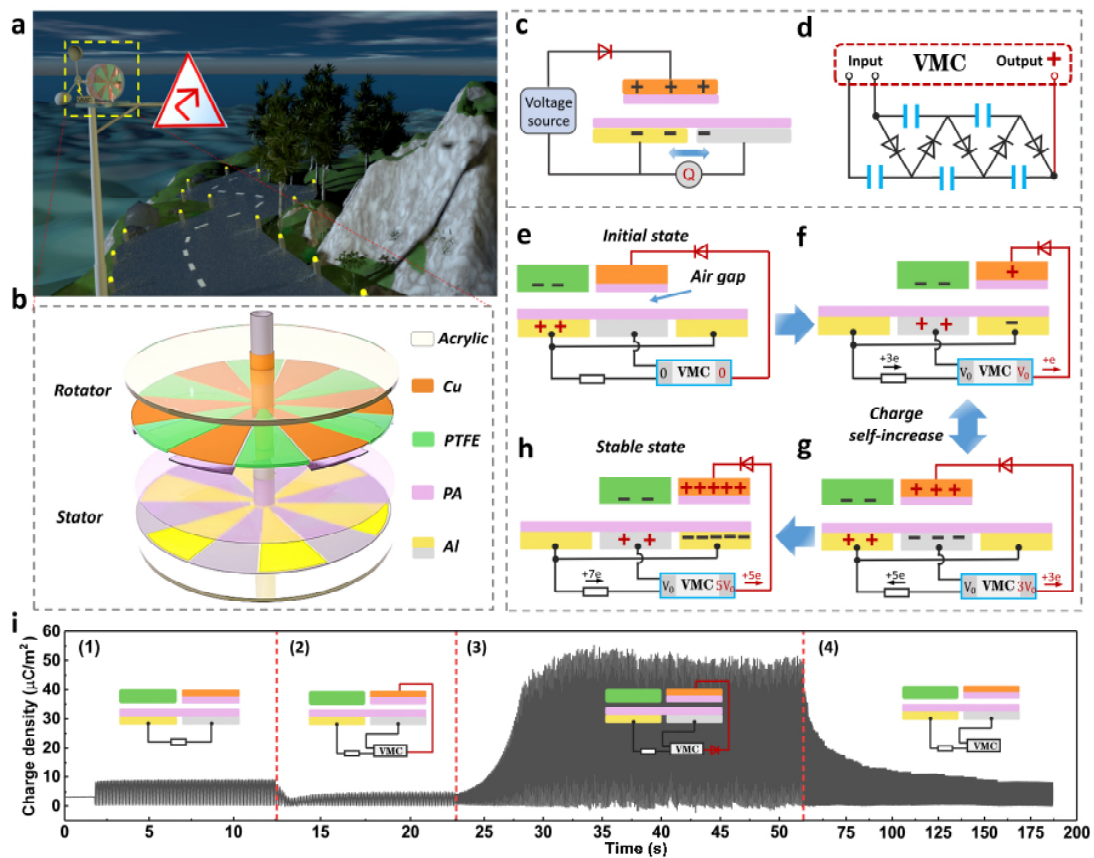 a
b
Rotator
Stator
Acrylic
Cu
PTFE
PA
Al
c
Voltage
source
+ + +
− − −
Q
d
Input VMC Output +
e
Initial state
Air gap
− −
+ +
0 VMC 0
f
− −
+
+ +
−
+3e
V₀ VMC V₀
+e
Charge
self-increase
g
− −
+ + +
+ +
− − −
+5e
V₀ VMC 3V₀
+3e
h
Stable state
− −
+++++
+ +
−−−−−
+7e
V₀ VMC 5V₀
+5e
i
Charge density (μC/m²)
60
50
40
30
20
10
0
(1)
(2)
VMC
(3)
VMC
(4)
VMC
0 5 10 15 20 25 30 35 40 45 50 75 100 125 150 175 200
Time (s)